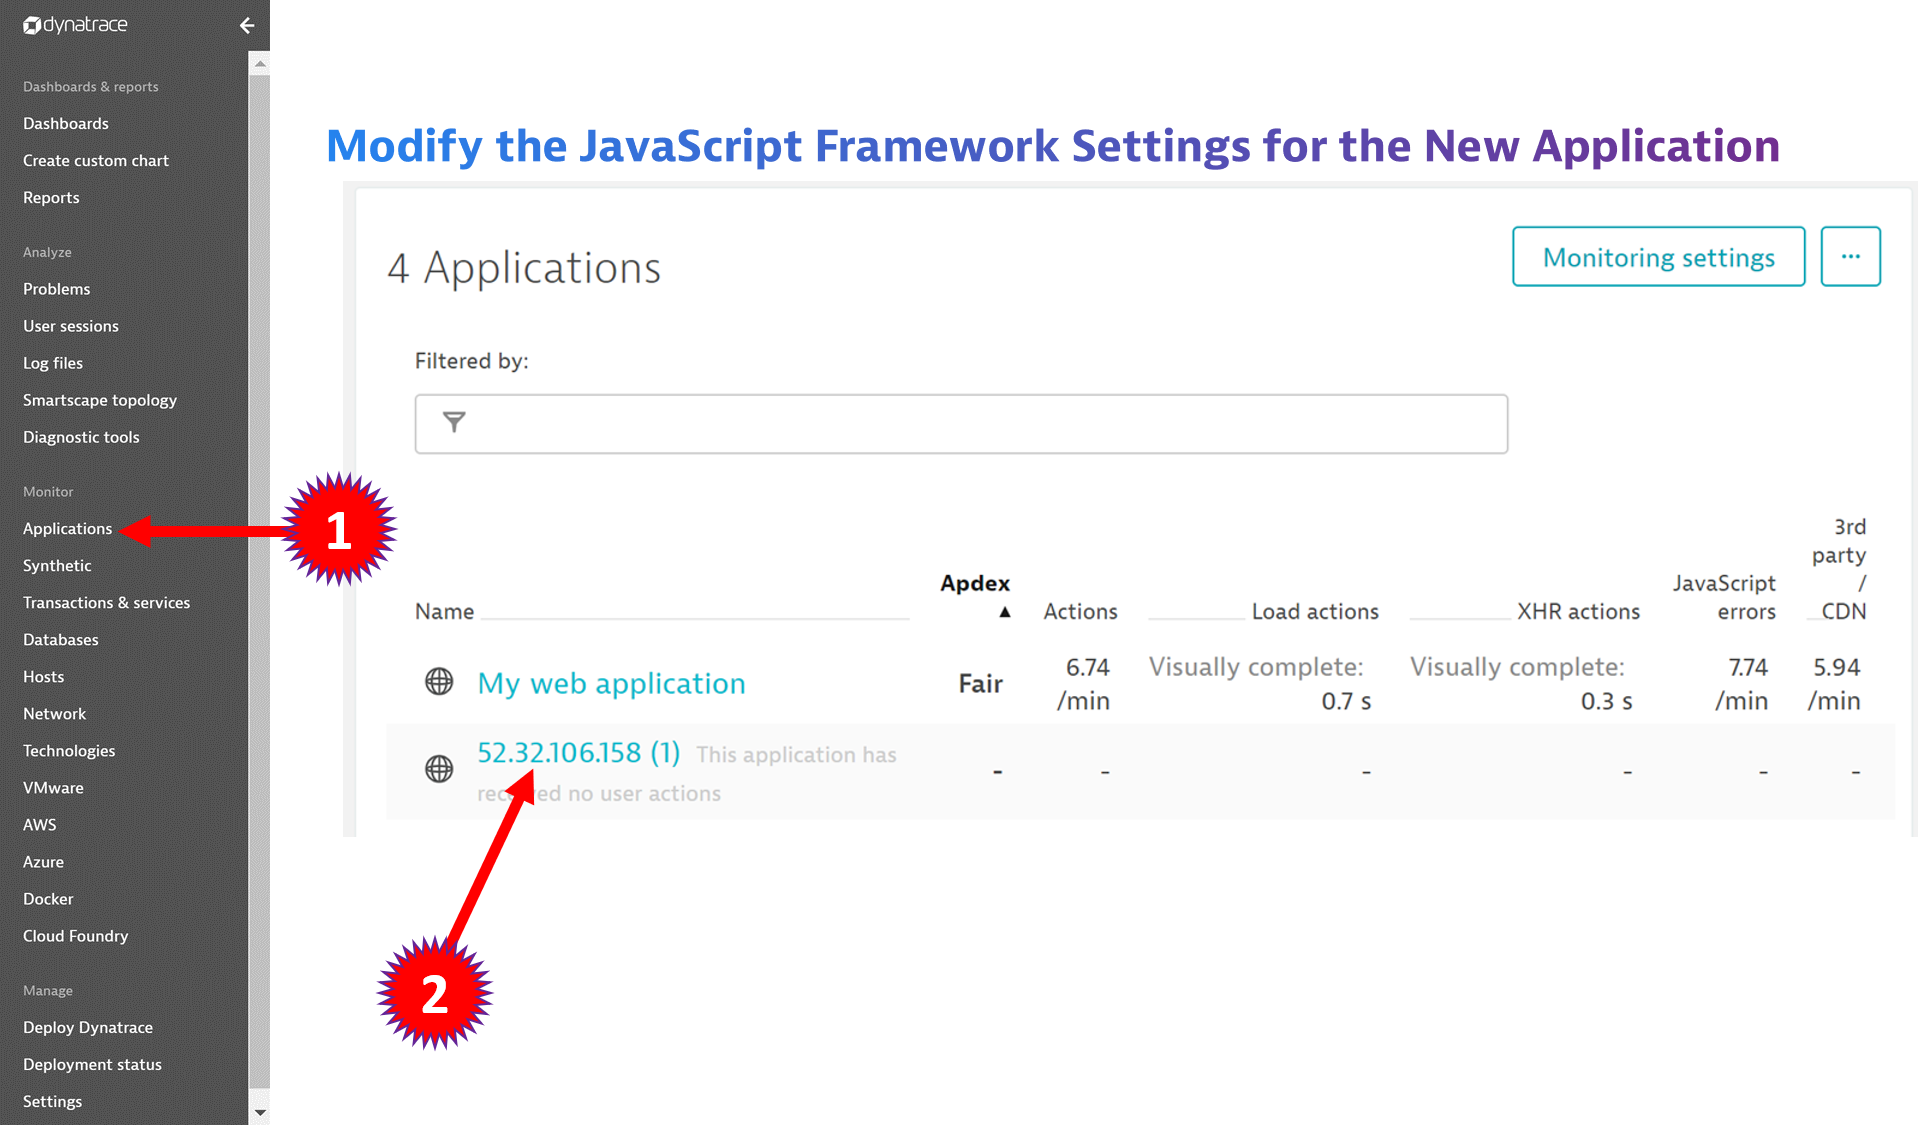 dynatrace
Dashboards & reports
Dashboards
Create custom chart
Reports
Analyze
Problems
User sessions
Log files
Smartscape topology
Diagnostic tools
Monitor
Applications
Synthetic
Transactions & services
Databases
Hosts
Network
Technologies
VMware
AWS
Azure
Docker
Cloud Foundry
Manage
Deploy Dynatrace
Deployment status
Settings
Modify the JavaScript Framework Settings for the New Application
4 Applications
Monitoring settings
...
Filtered by:
Name
Apdex ▲
Actions
Load actions
XHR actions
JavaScript
errors
3rd
party
/
CDN
My web application
Fair
6.74
/min
Visually complete:
0.7 s
Visually complete:
0.3 s
7.74
/min
5.94
/min
52.32.106.158 (1) This application has
no user actions
- - - - - -
1
2